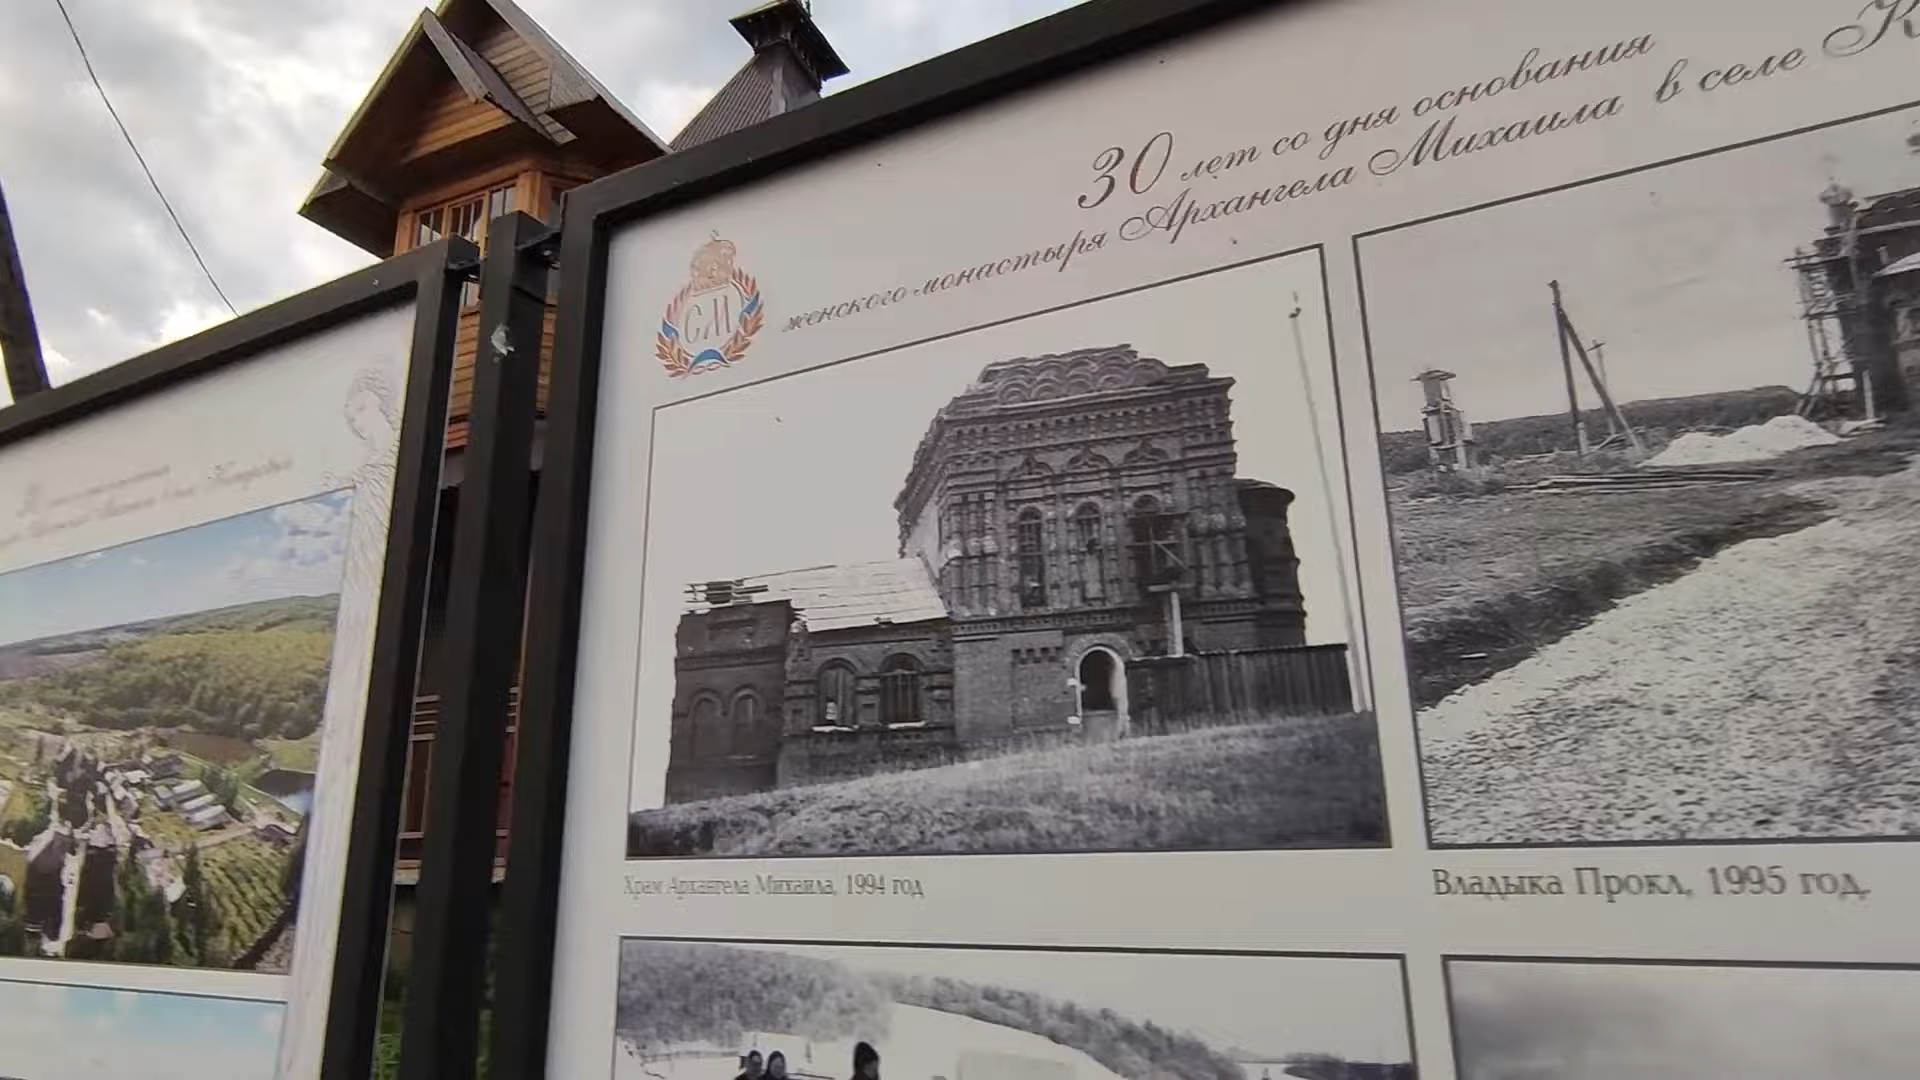 30 лет со дня основания
женского монастыря Архангела Михаила в селе К
СМ
Храм Архангела Михаила, 1994 год
Владыка Прокл, 1995 год.